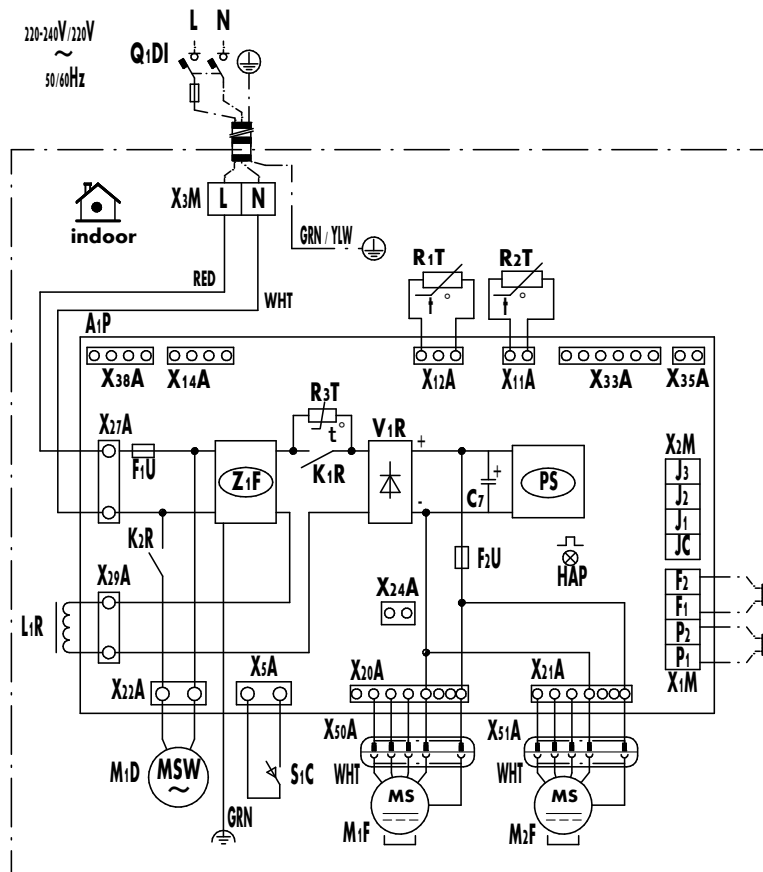 L N
220-240V/220V
~
50/60Hz
Q1DI
X3M L N
indoor
GRN / YLW
RED
WHT
R1T R2T
t° t°
A1P
X38A X14A X12A X11A X33A X35A
R3T
t°
X27A
F1U
Z1F
K1R
V1R
+
-
C7
+
PS
X2M
J3
J2
J1
JC
K2R
F2U
HAP
X29A
X24A
F2
F1
P2
P1
X1M
L1R
X22A X5A X20A X21A
X50A X51A
M1D MSW
~
S1C
WHT WHT
MS MS
GRN
M1F M2F